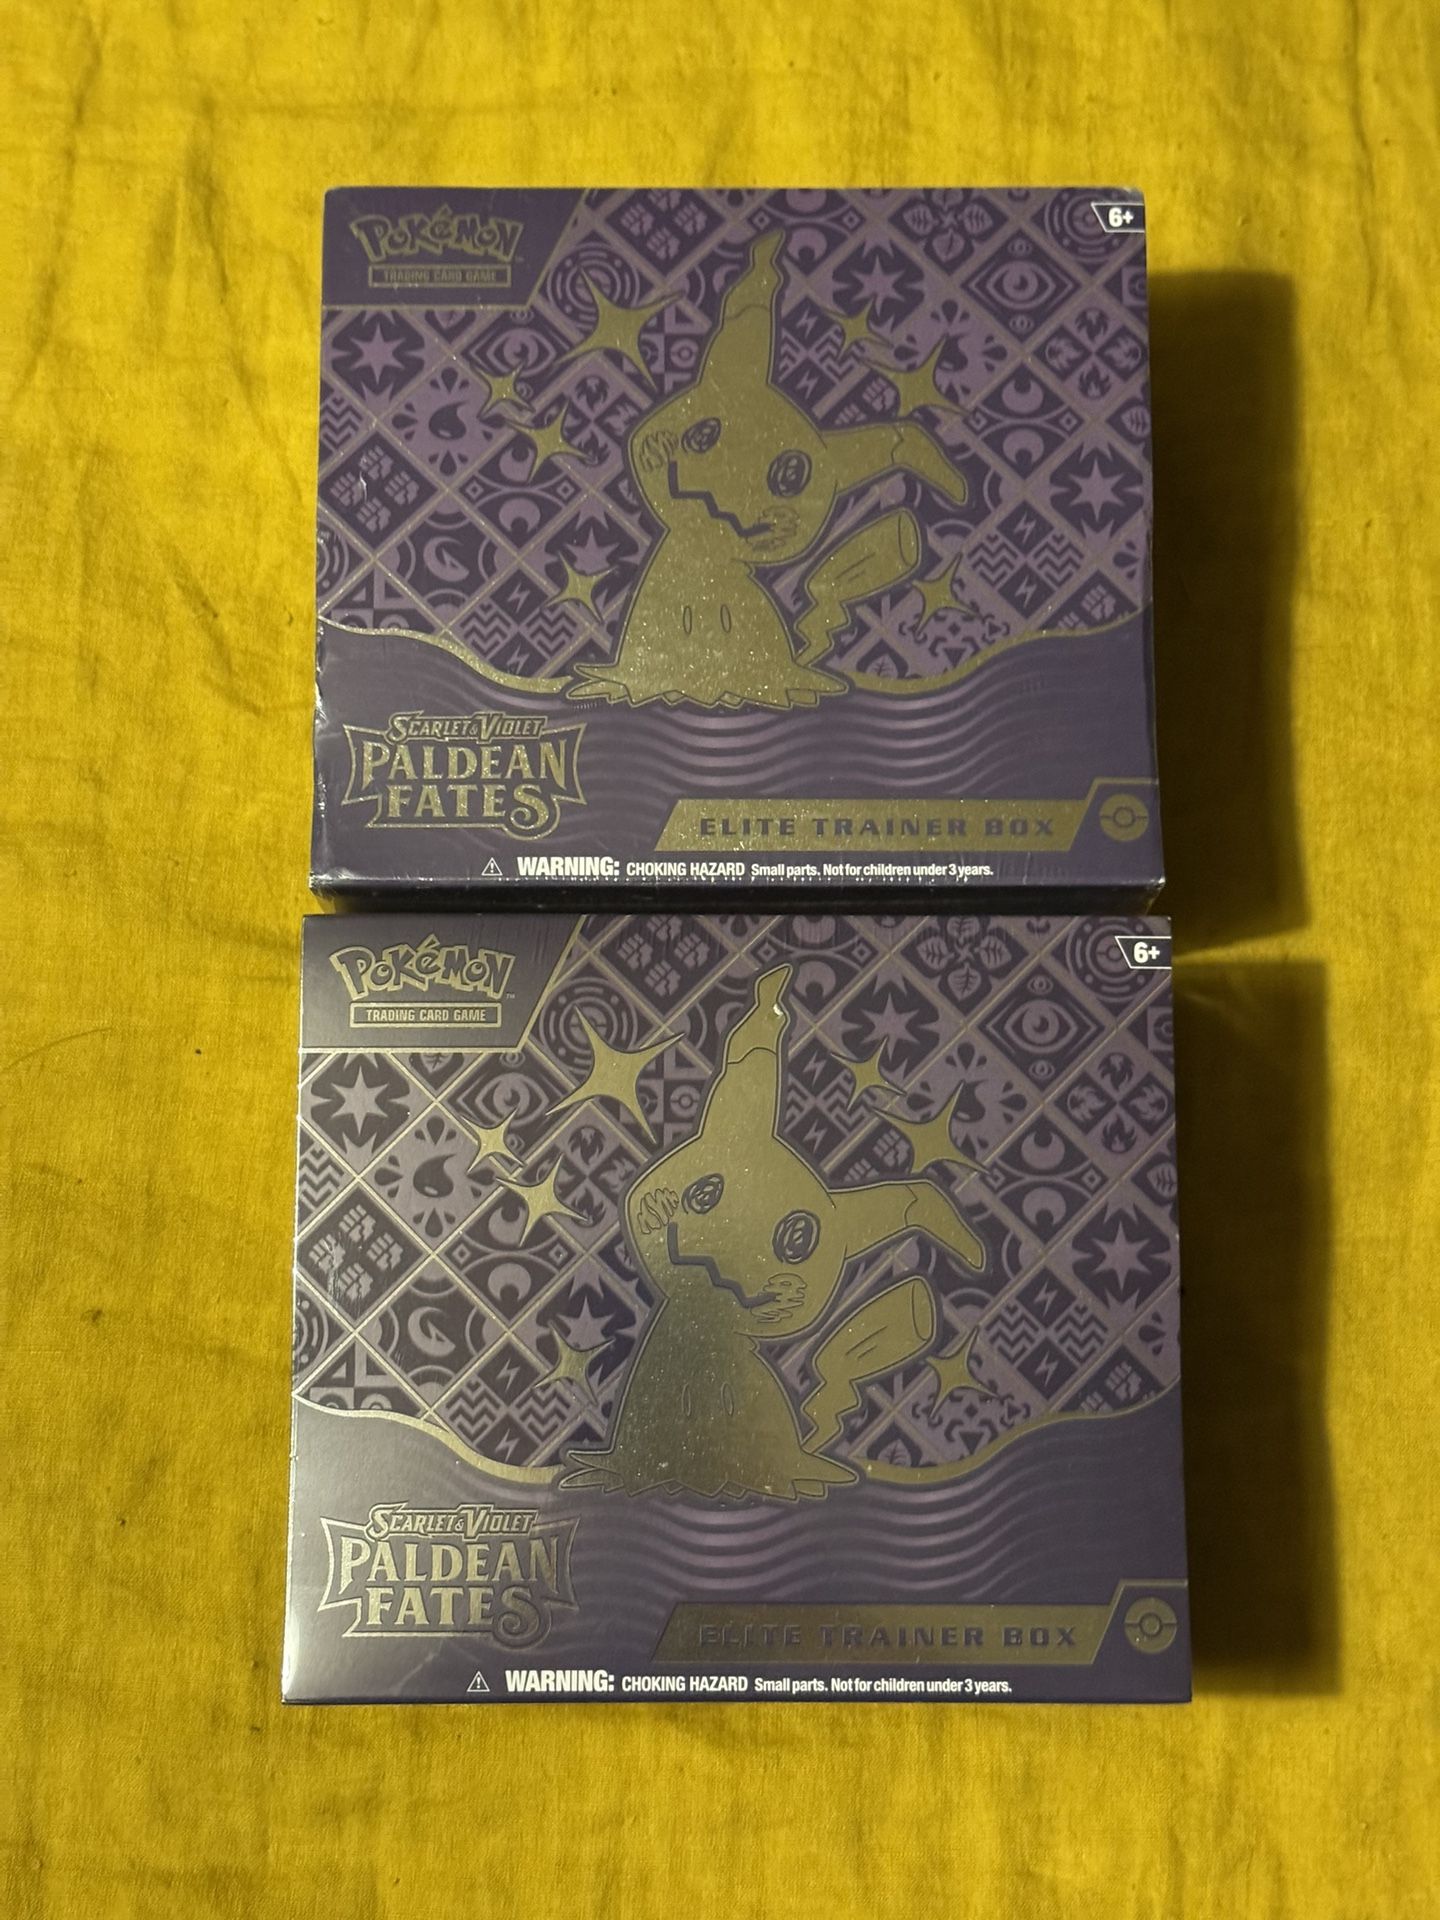 POKéMON™
TRADING CARD GAME
6+
SCARLET & VIOLET
PALDEAN
FATES
ELITE TRAINER BOX
⚠ WARNING: CHOKING HAZARD Small parts. Not for children under 3 years.
POKéMON™
TRADING CARD GAME
6+
SCARLET & VIOLET
PALDEAN
FATES
ELITE TRAINER BOX
⚠ WARNING: CHOKING HAZARD Small parts. Not for children under 3 years.